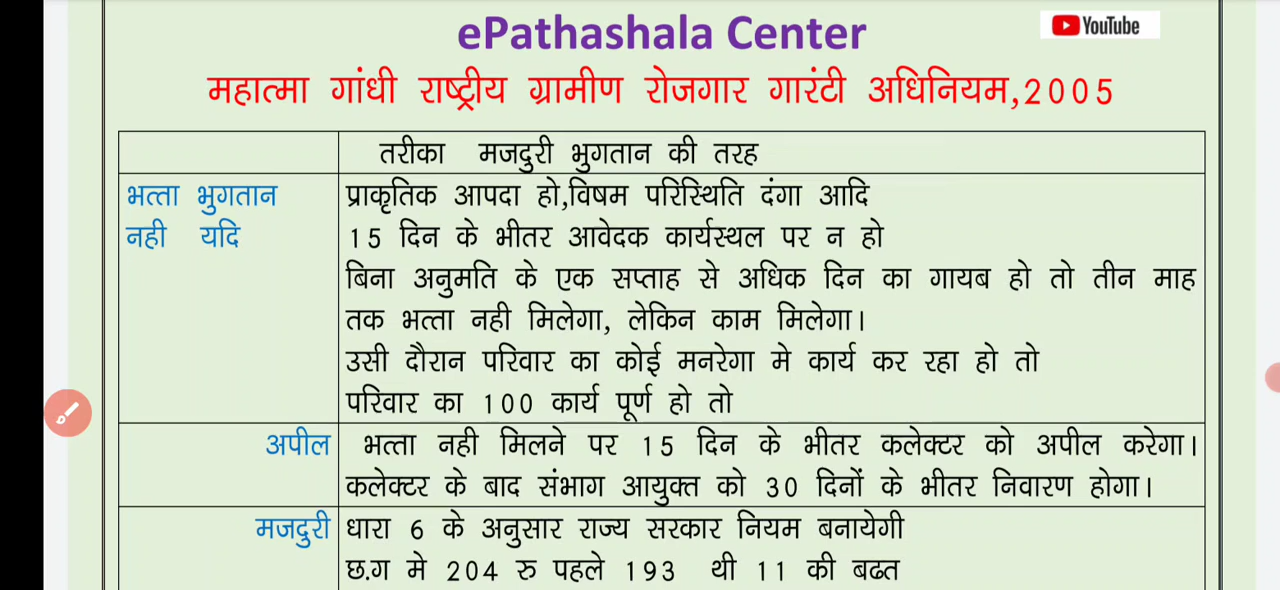 ePathashala Center
YouTube
महात्मा गांधी राष्ट्रीय ग्रामीण रोजगार गारंटी अधिनियम,2005
तरीका मजदुरी भुगतान की तरह
भत्ता भुगतान नही यदि
प्राकृतिक आपदा हो,विषम परिस्थिति दंगा आदि
15 दिन के भीतर आवेदक कार्यस्थल पर न हो
बिना अनुमति के एक सप्ताह से अधिक दिन का गायब हो तो तीन माह
तक भत्ता नही मिलेगा, लेकिन काम मिलेगा।
उसी दौरान परिवार का कोई मनरेगा मे कार्य कर रहा हो तो
परिवार का 100 कार्य पूर्ण हो तो
अपील
भत्ता नही मिलने पर 15 दिन के भीतर कलेक्टर को अपील करेगा।
कलेक्टर के बाद संभाग आयुक्त को 30 दिनों के भीतर निवारण होगा।
मजदुरी
धारा 6 के अनुसार राज्य सरकार नियम बनायेगी
छ.ग मे 204 रु पहले 193 थी 11 की बढत